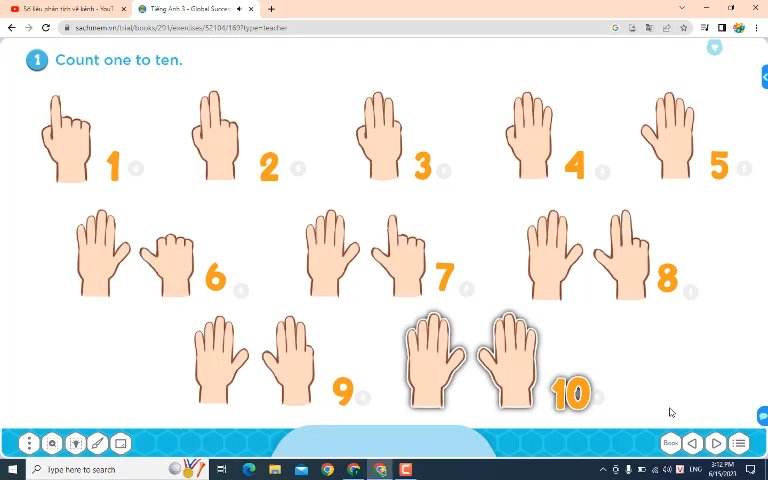 Số liệu phân tích về kênh - YouT
Tiếng Anh 3 - Global Success
sachmem.vn/trial/books/291/exercises/52104/169?type=teacher
1 Count one to ten.
1 2 3 4 5
6 7 8
9 10
Book
Type here to search
ENG
3:12 PM
6/15/2023